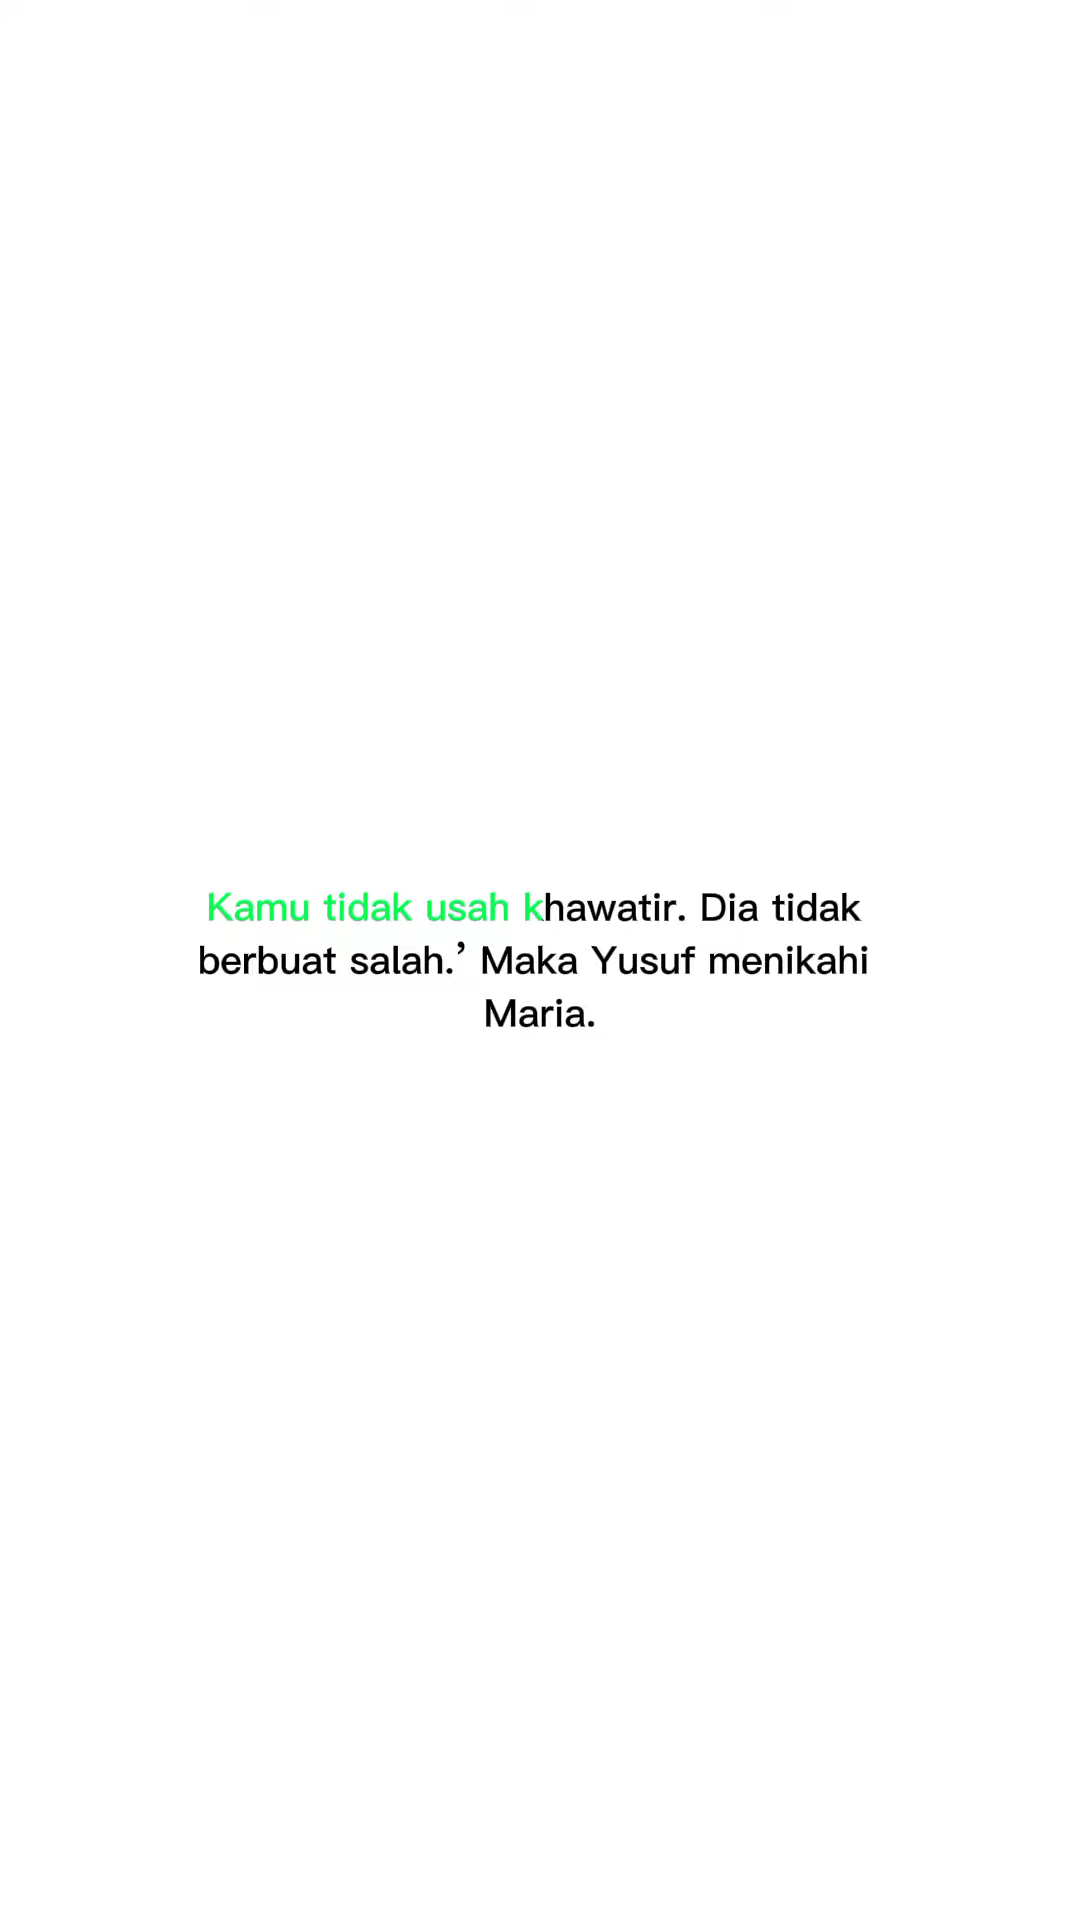 Kamu tidak usah khawatir. Dia tidak
berbuat salah.’ Maka Yusuf menikahi
Maria.